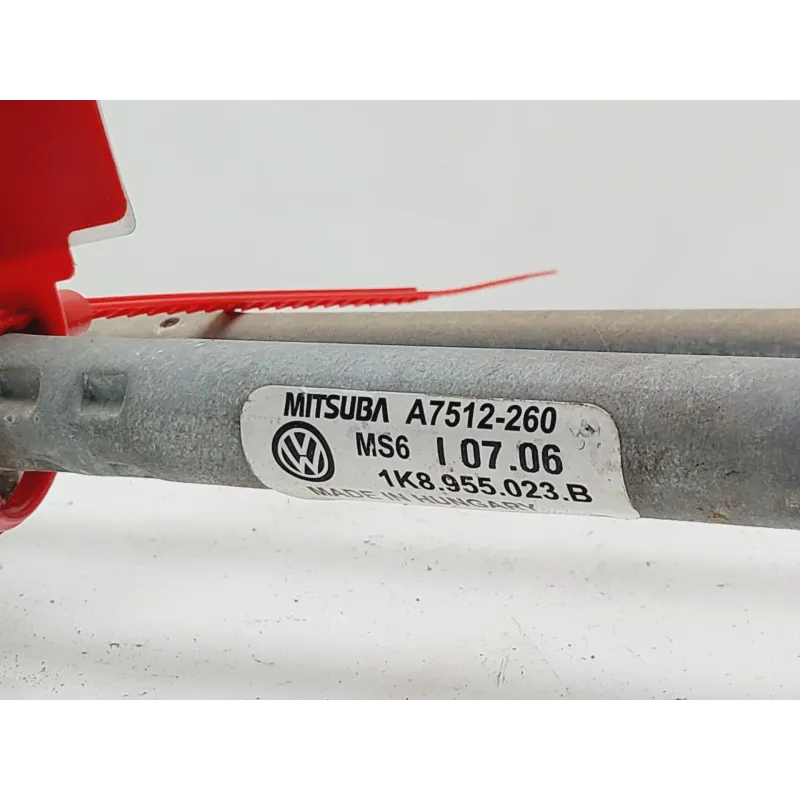 MITSUBA A7512-260
MS6 I 07.06
1K8.955.023.B
MADE IN HUNGARY